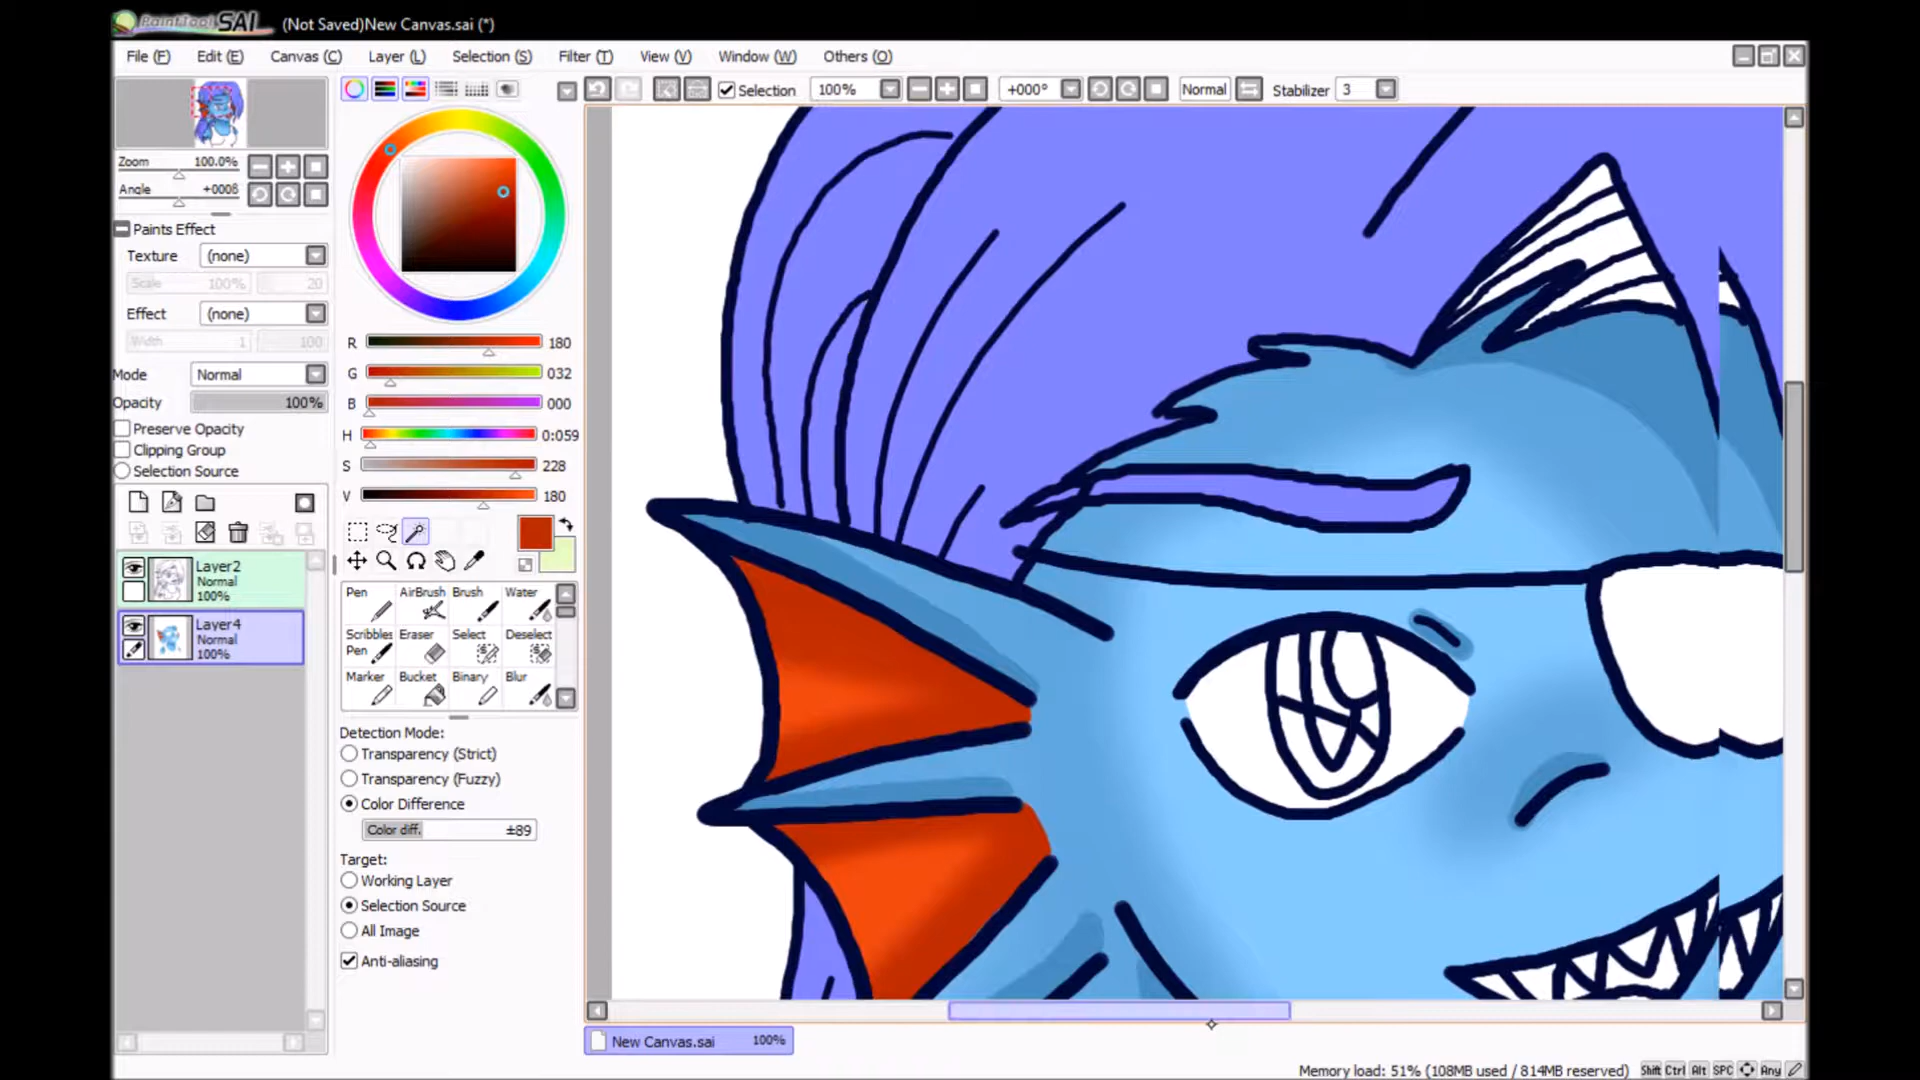 PaintTool SAI (Not Saved)New Canvas.sai (*)
File (F) Edit (E) Canvas (C) Layer (L) Selection (S) Filter (T) View (V) Window (W) Others (O)
Selection 100% +000° Normal Stabilizer 3
Zoom 100.0%
Angle +0008
Paints Effect
Texture (none)
Scale 100% 20
Effect (none)
Width 1 100
Mode Normal
Opacity 100%
Preserve Opacity
Clipping Group
Selection Source
Layer2
Normal
100%
Layer4
Normal
100%
R 180
G 032
B 000
H 0:059
S 228
V 180
Pen AirBrush Brush Water
Scribbles Pen Eraser Select Deselect
Marker Bucket Binary Blur
Detection Mode:
Transparency (Strict)
Transparency (Fuzzy)
Color Difference
Color diff. ±89
Target:
Working Layer
Selection Source
All Image
Anti-aliasing
New Canvas.sai 100%
Memory load: 51% (108MB used / 814MB reserved) Shift Ctrl Alt SPC Any